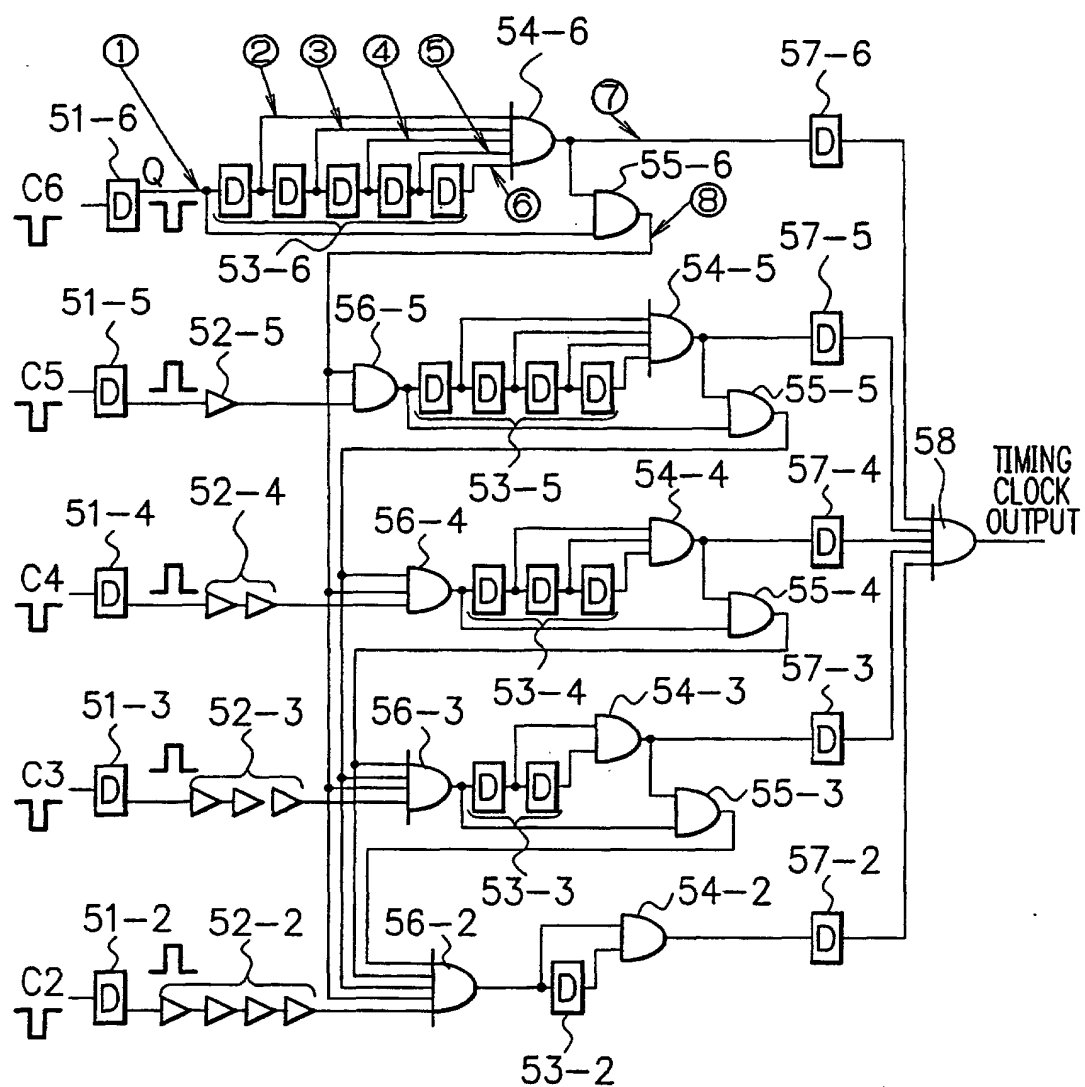 54-6
① ② ③ ④ ⑤ 57-6
51-6 ⑦
Q D
C6 D D D D D D 55-6
⑥ ⑧
53-6 57-5
54-5
51-5 52-5 56-5
D
C5 D D D D D 55-5
58
53-5 54-4 57-4
51-4 52-4 56-4
TIMING
CLOCK
OUTPUT
D
C4 D D D D 55-4
53-4 54-3 57-3
51-3 52-3 56-3
D
C3 D D D 55-3
53-3 54-2 57-2
51-2 52-2 56-2
D
C2 D D
53-2